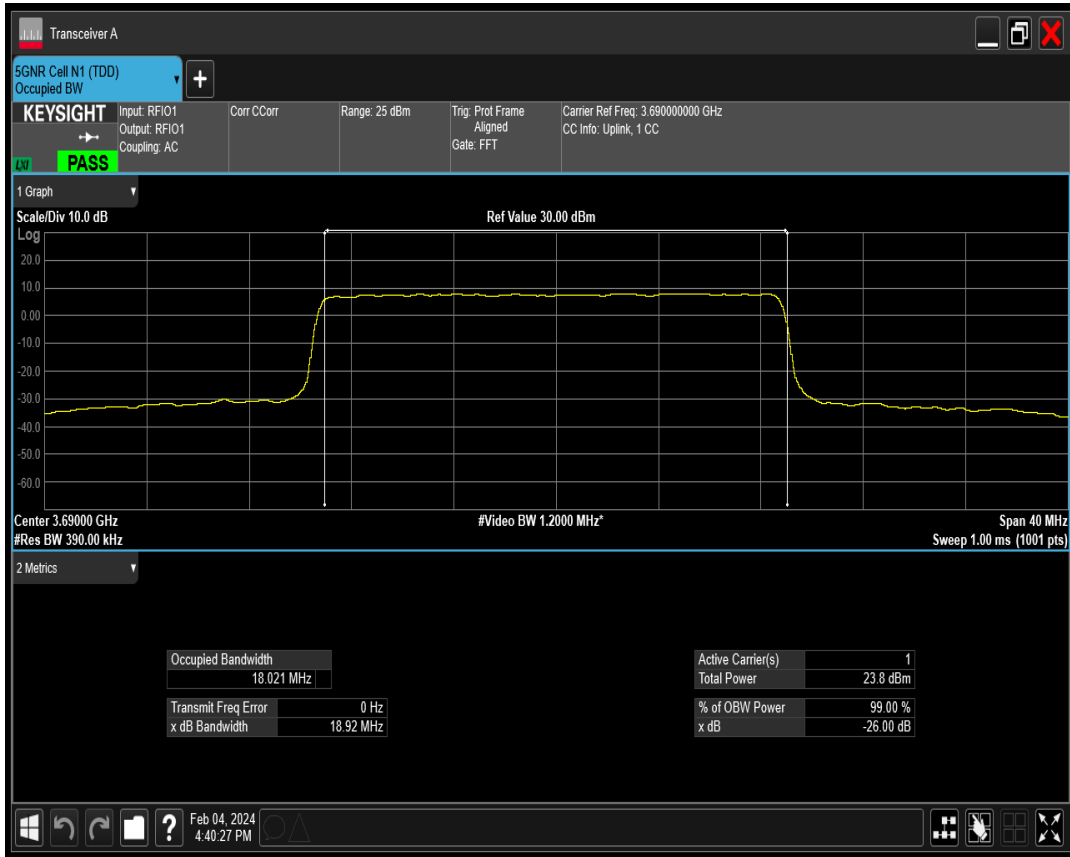 Transceiver A
5GNR Cell N1 (TDD)
Occupied BW
+
KEYSIGHT
LXI
PASS
Input: RFIO1
Output: RFIO1
Coupling: AC
Corr CCorr
Range: 25 dBm
Trig: Prot Frame
Aligned
Gate: FFT
Carrier Ref Freq: 3.690000000 GHz
CC Info: Uplink, 1 CC
1 Graph
Scale/Div 10.0 dB
Ref Value 30.00 dBm
Log
20.0
10.0
0.00
-10.0
-20.0
-30.0
-40.0
-50.0
-60.0
Center 3.69000 GHz
#Video BW 1.2000 MHz*
Span 40 MHz
#Res BW 390.00 kHz
Sweep 1.00 ms (1001 pts)
2 Metrics
Occupied Bandwidth
18.021 MHz
Transmit Freq Error 0 Hz
x dB Bandwidth 18.92 MHz
Active Carrier(s) 1
Total Power 23.8 dBm
% of OBW Power 99.00 %
x dB -26.00 dB
?
Feb 04, 2024
4:40:27 PM